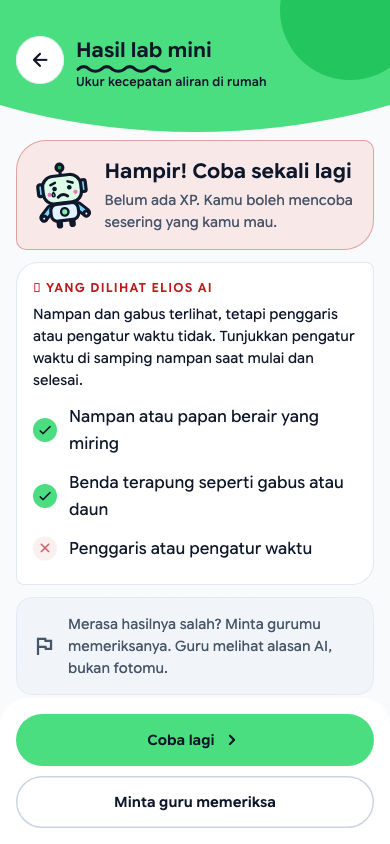 Hasil lab mini
Ukur kecepatan aliran di rumah
Hampir! Coba sekali lagi
Belum ada XP. Kamu boleh mencoba
sesering yang kamu mau.
YANG DILIHAT ELIOS AI
Nampan dan gabus terlihat, tetapi penggaris
atau pengatur waktu tidak. Tunjukkan pengatur
waktu di samping nampan saat mulai dan
selesai.
Nampan atau papan berair yang
miring
Benda terapung seperti gabus atau
daun
Penggaris atau pengatur waktu
Merasa hasilnya salah? Minta gurumu
memeriksanya. Guru melihat alasan AI,
bukan fotomu.
Coba lagi
Minta guru memeriksa